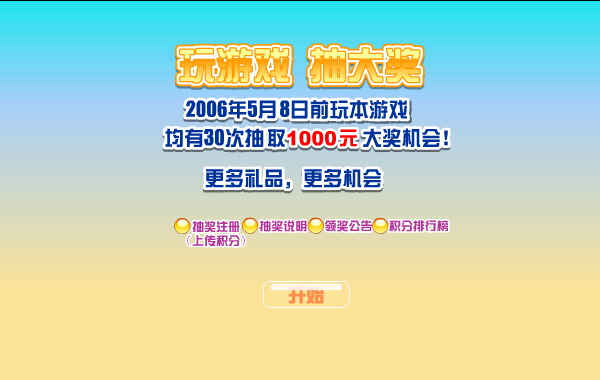 玩游戏 抽大奖
2006年5月8日前玩本游戏
均有30次抽取1000元大奖机会！
更多礼品，更多机会
抽奖注册 抽奖说明 领奖公告 积分排行榜
（上传积分）
开始